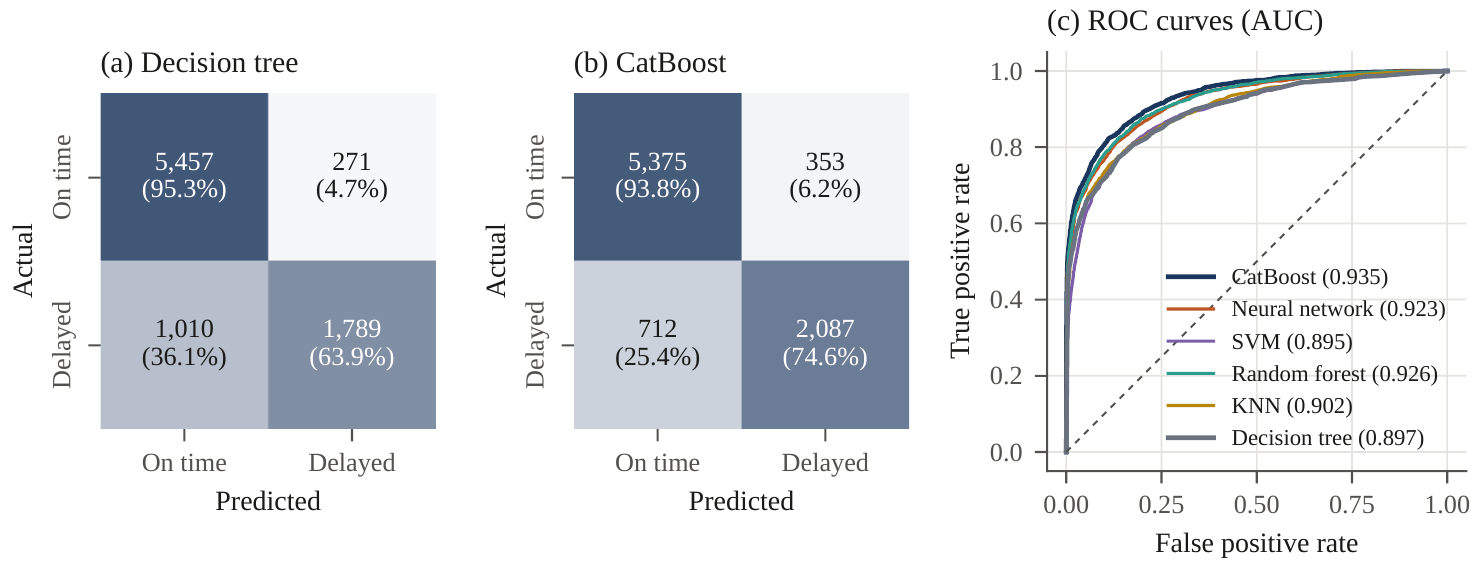 (a) Decision tree
Actual
On time
Delayed
5,457
(95.3%)
271
(4.7%)
1,010
(36.1%)
1,789
(63.9%)
On time
Delayed
Predicted
(b) CatBoost
Actual
On time
Delayed
5,375
(93.8%)
353
(6.2%)
712
(25.4%)
2,087
(74.6%)
On time
Delayed
Predicted
(c) ROC curves (AUC)
True positive rate
1.0
0.8
0.6
0.4
0.2
0.0
CatBoost (0.935)
Neural network (0.923)
SVM (0.895)
Random forest (0.926)
KNN (0.902)
Decision tree (0.897)
0.00
0.25
0.50
0.75
1.00
False positive rate